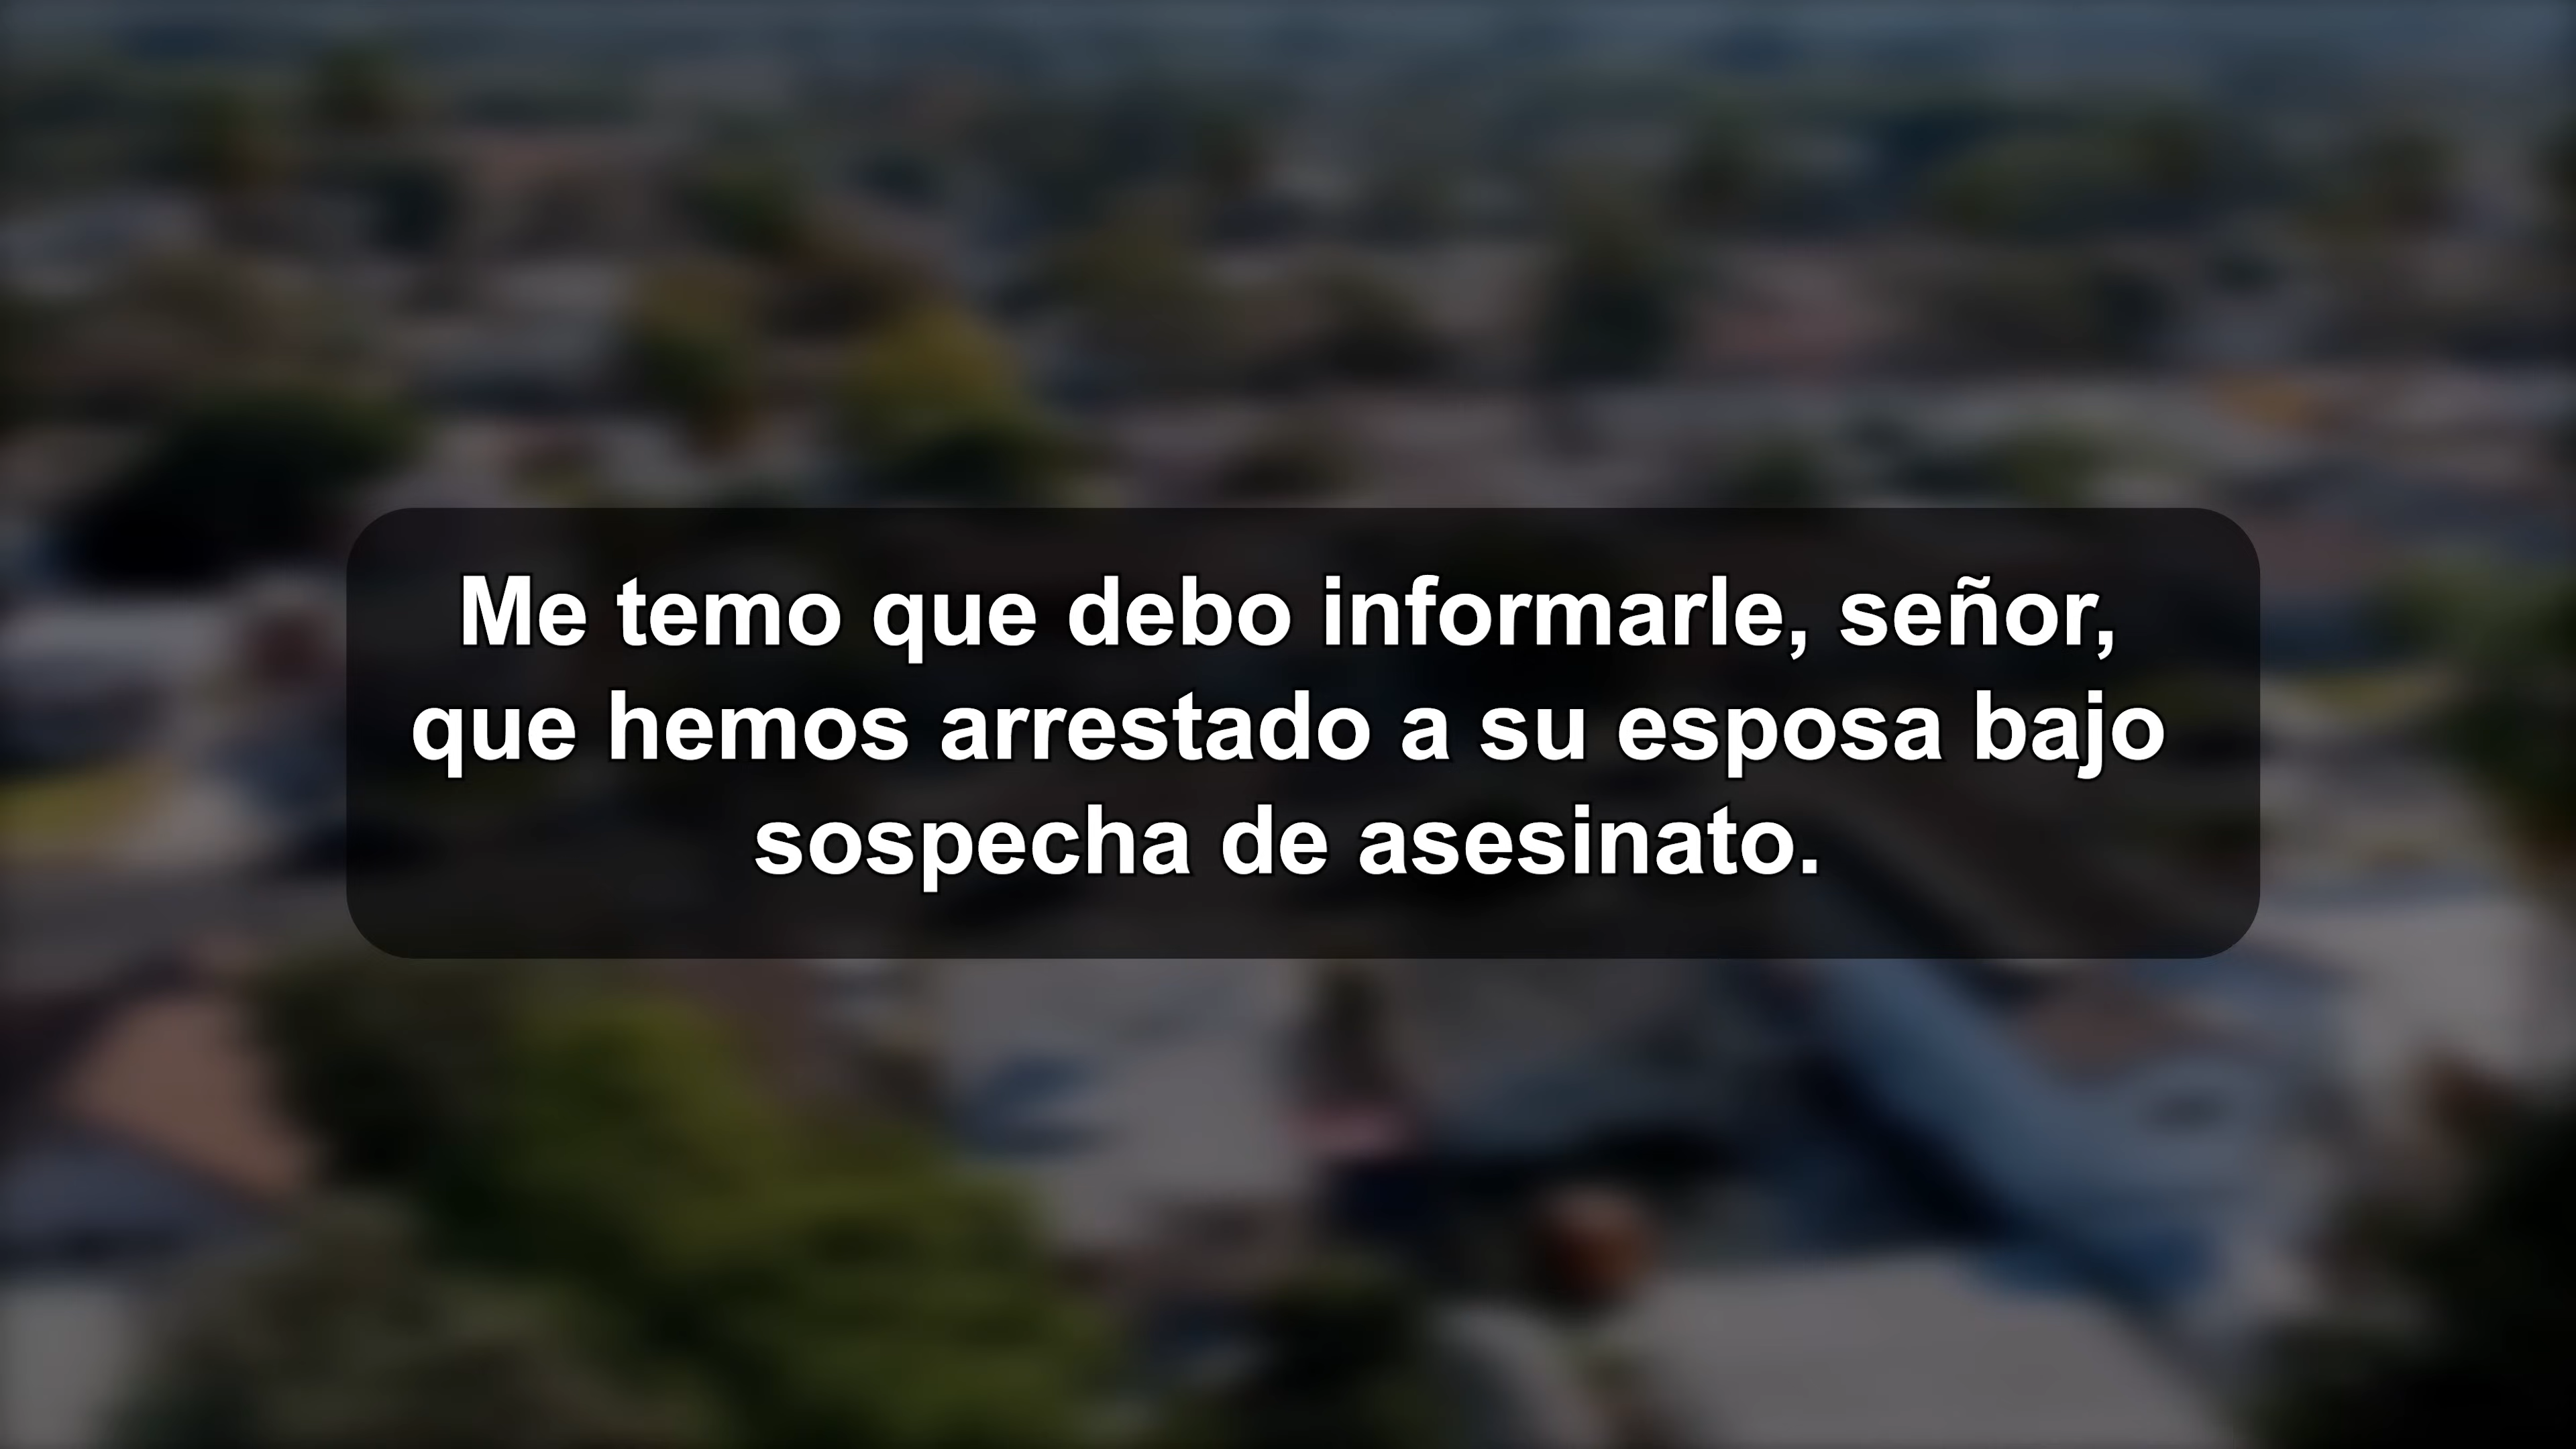 Me temo que debo informarle, señor,
que hemos arrestado a su esposa bajo
sospecha de asesinato.